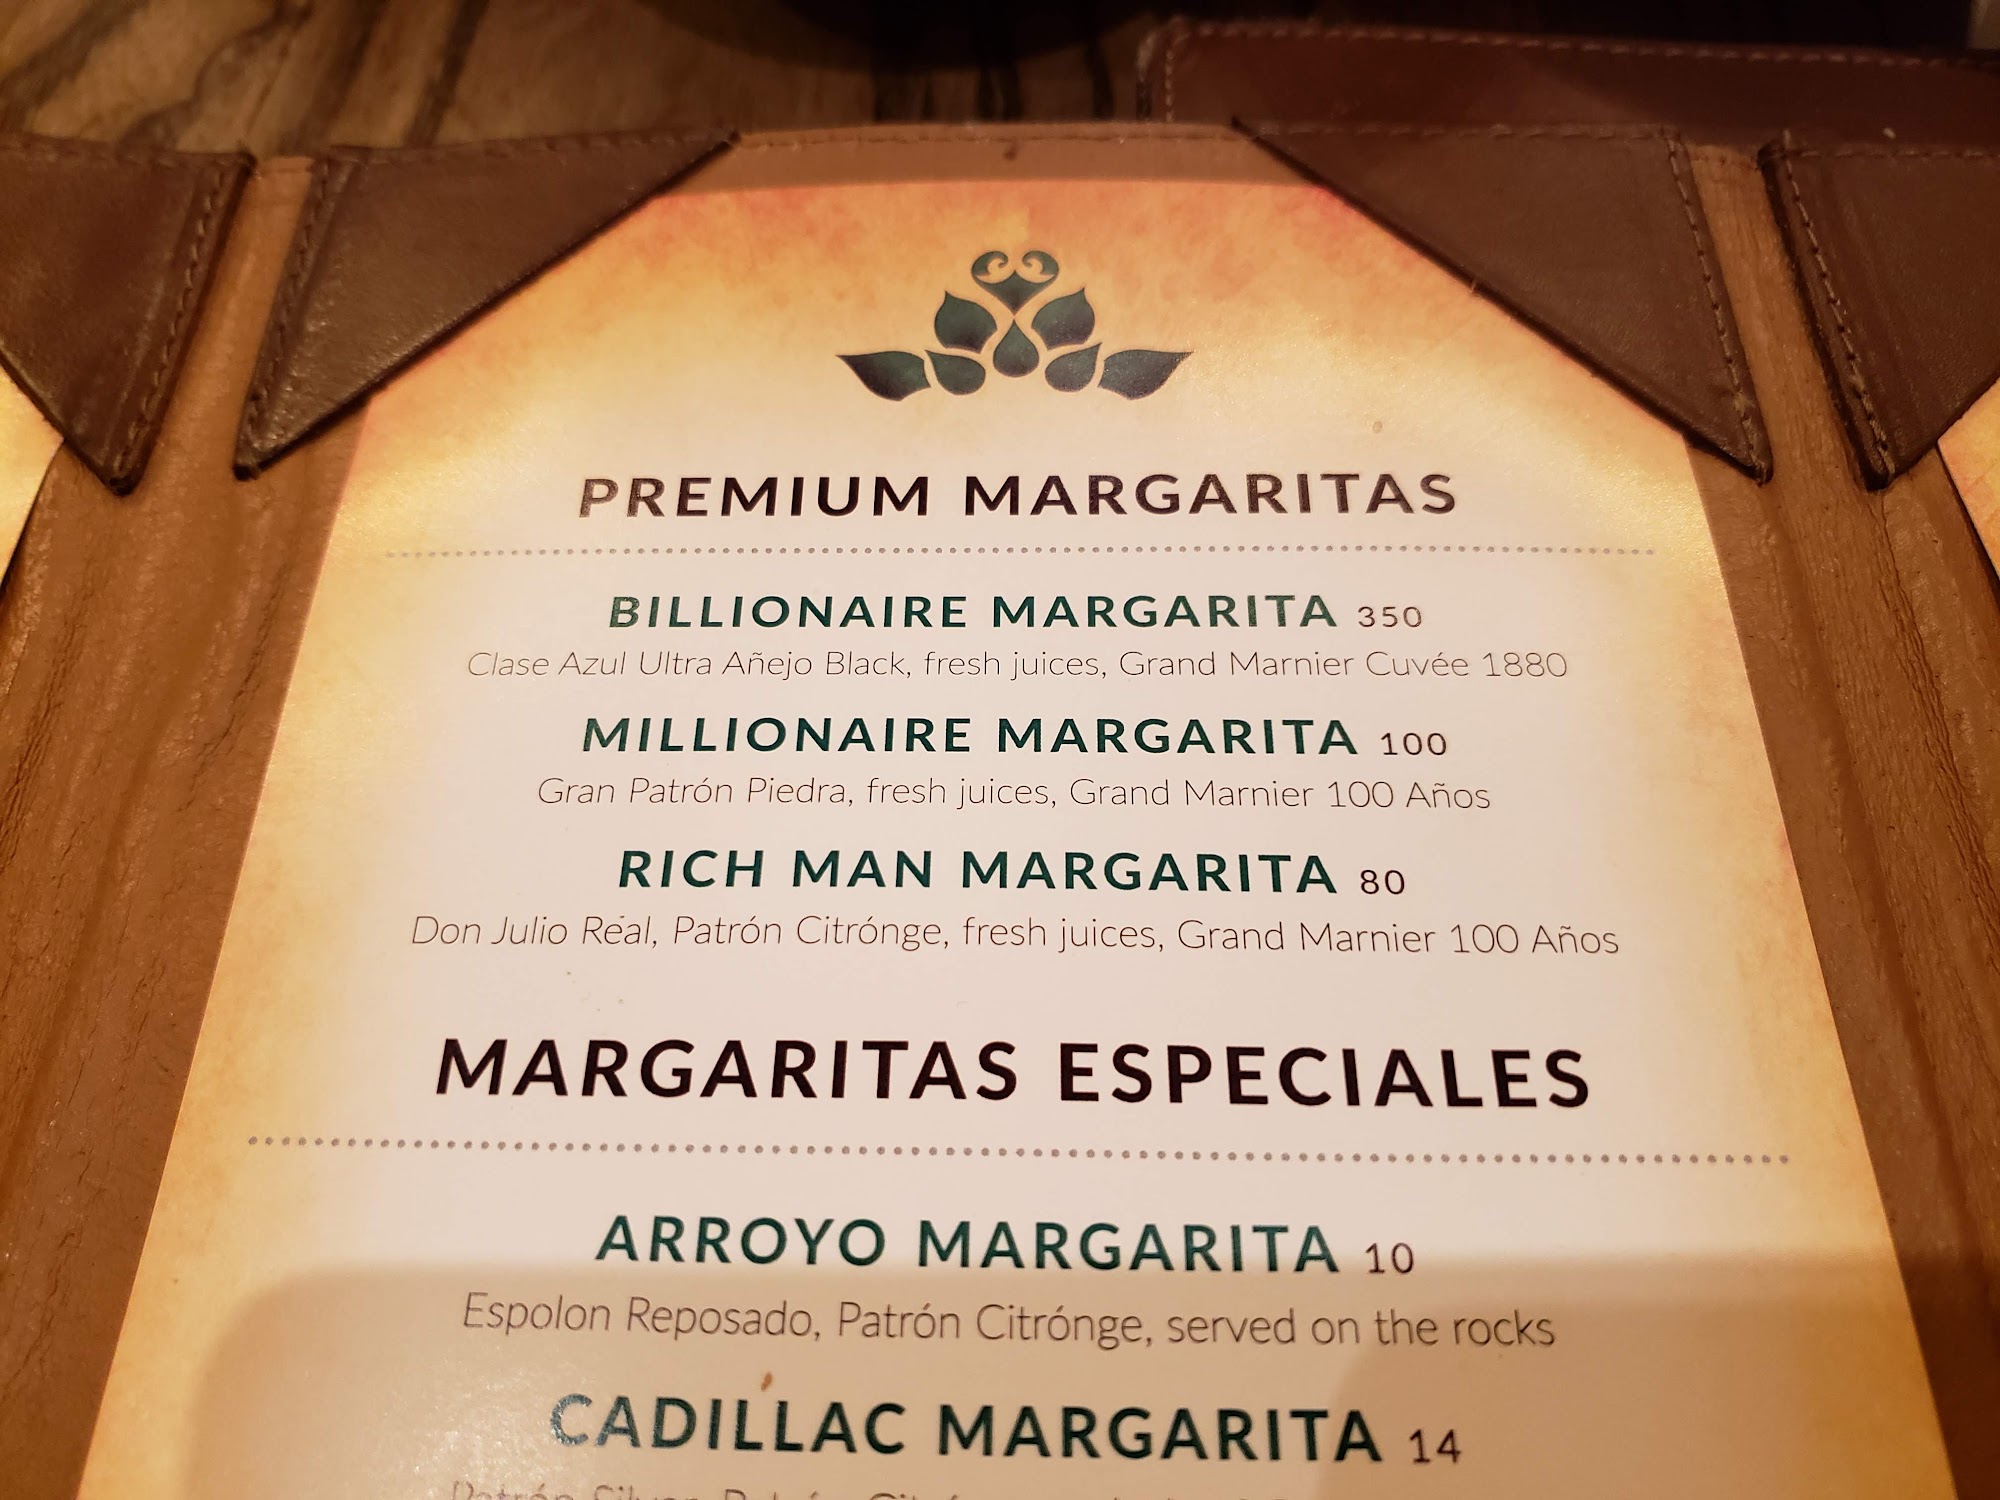 PREMIUM MARGARITAS
BILLIONAIRE MARGARITA 350
Clase Azul Ultra Añejo Black, fresh juices, Grand Marnier Cuvée 1880
MILLIONAIRE MARGARITA 100
Gran Patrón Piedra, fresh juices, Grand Marnier 100 Años
RICH MAN MARGARITA 80
Don Julio Real, Patrón Citrónge, fresh juices, Grand Marnier 100 Años
MARGARITAS ESPECIALES
ARROYO MARGARITA 10
Espolon Reposado, Patrón Citrónge, served on the rocks
CADILLAC MARGARITA 14